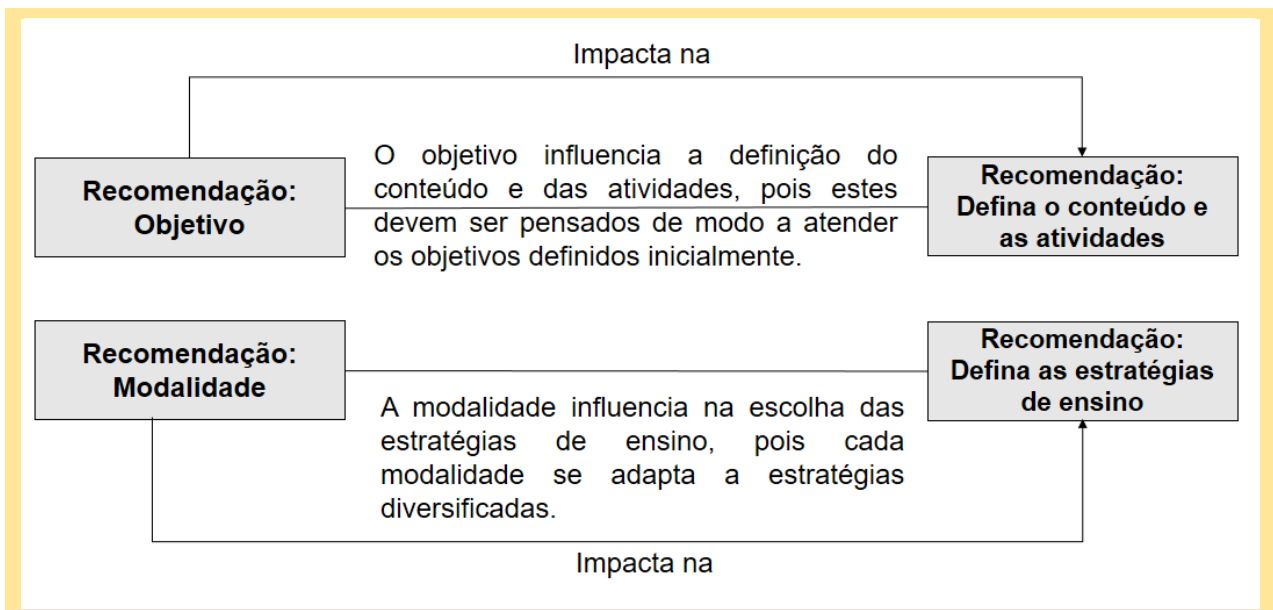 Impacta na
Recomendação:
Objetivo
O objetivo influencia a definição do
conteúdo e das atividades, pois estes
devem ser pensados de modo a atender
os objetivos definidos inicialmente.
Recomendação:
Defina o conteúdo e
as atividades
Recomendação:
Modalidade
A modalidade influencia na escolha das
estratégias de ensino, pois cada
modalidade se adapta a estratégias
diversificadas.
Recomendação:
Defina as estratégias
de ensino
Impacta na